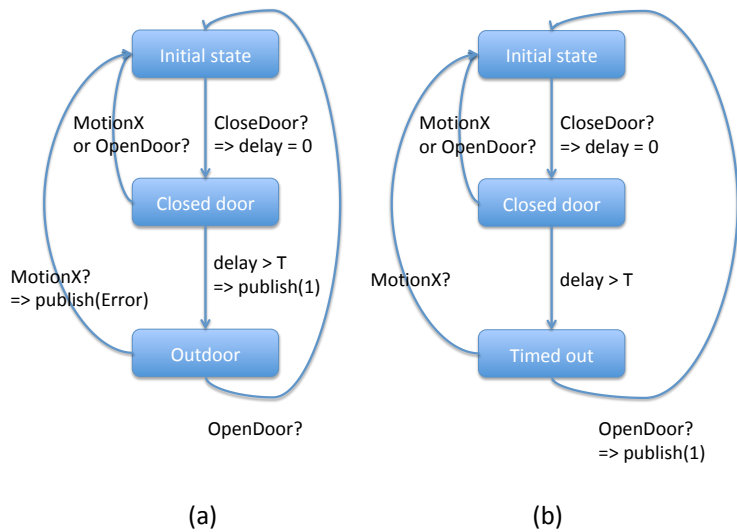 Initial state
MotionX
or OpenDoor?
CloseDoor?
=> delay = 0
Closed door
MotionX?
=> publish(Error)
delay > T
=> publish(1)
Outdoor
OpenDoor?
(a)
Initial state
MotionX
or OpenDoor?
CloseDoor?
=> delay = 0
Closed door
MotionX?
delay > T
Timed out
OpenDoor?
=> publish(1)
(b)